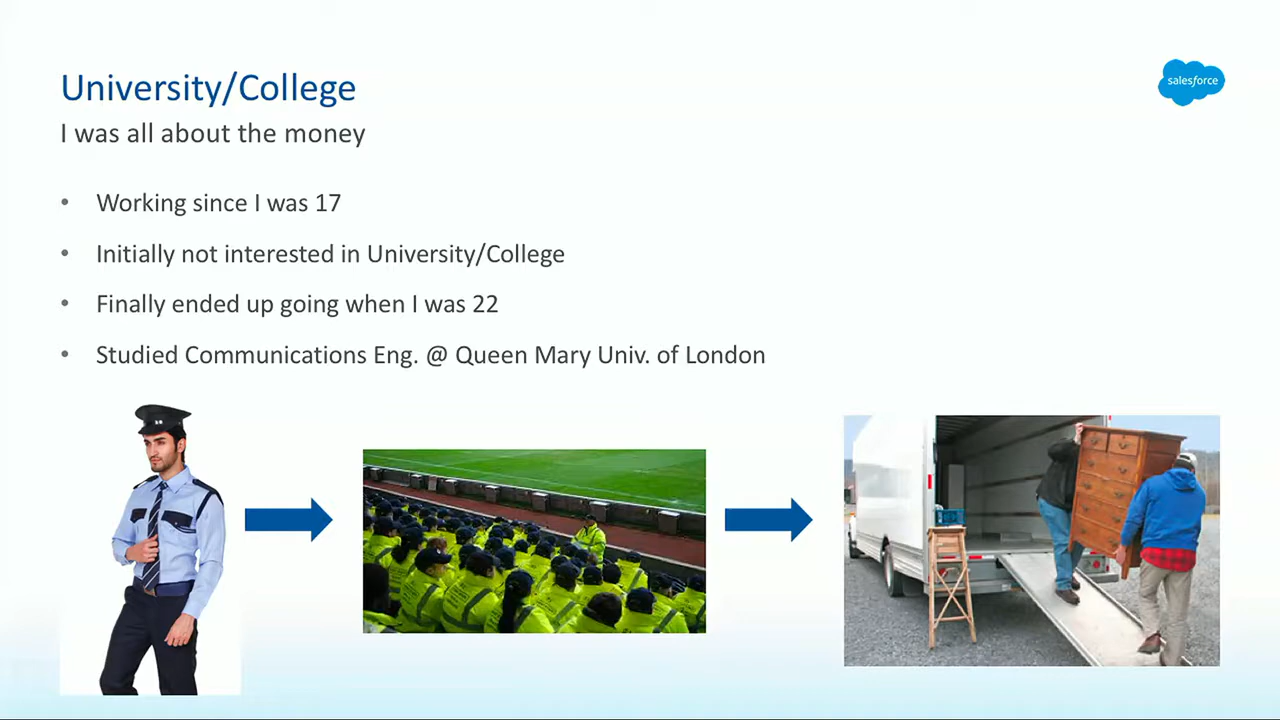 University/College
salesforce
I was all about the money
• Working since I was 17
• Initially not interested in University/College
• Finally ended up going when I was 22
• Studied Communications Eng. @ Queen Mary Univ. of London